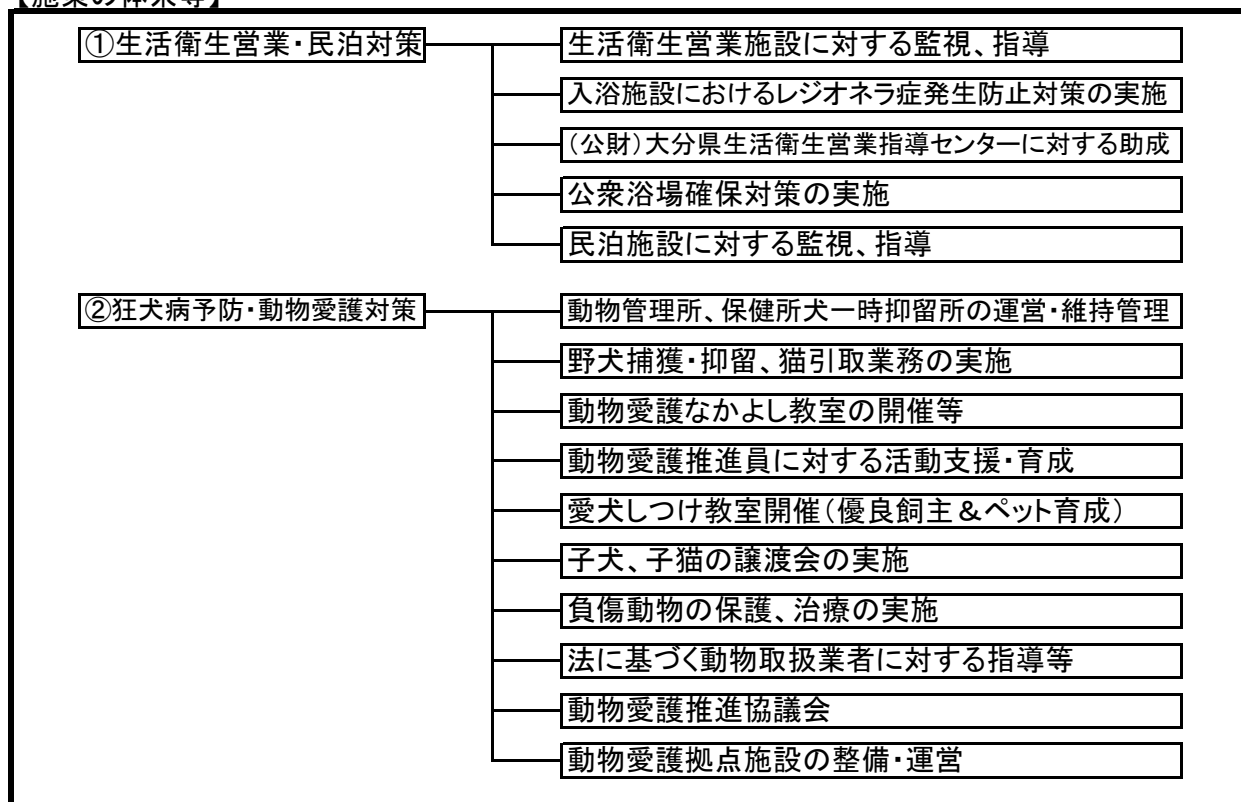 【施策の体系等】
①生活衛生営業・民泊対策
生活衛生営業施設に対する監視、指導
入浴施設におけるレジオネラ症発生防止対策の実施
（公財）大分県生活衛生営業指導センターに対する助成
公衆浴場確保対策の実施
民泊施設に対する監視、指導
②狂犬病予防・動物愛護対策
動物管理所、保健所犬一時抑留所の運営・維持管理
野犬捕獲・抑留、猫引取業務の実施
動物愛護なかよし教室の開催等
動物愛護推進員に対する活動支援・育成
愛犬しつけ教室開催（優良飼主＆ペット育成）
子犬、子猫の譲渡会の実施
負傷動物の保護、治療の実施
法に基づく動物取扱業者に対する指導等
動物愛護推進協議会
動物愛護拠点施設の整備・運営